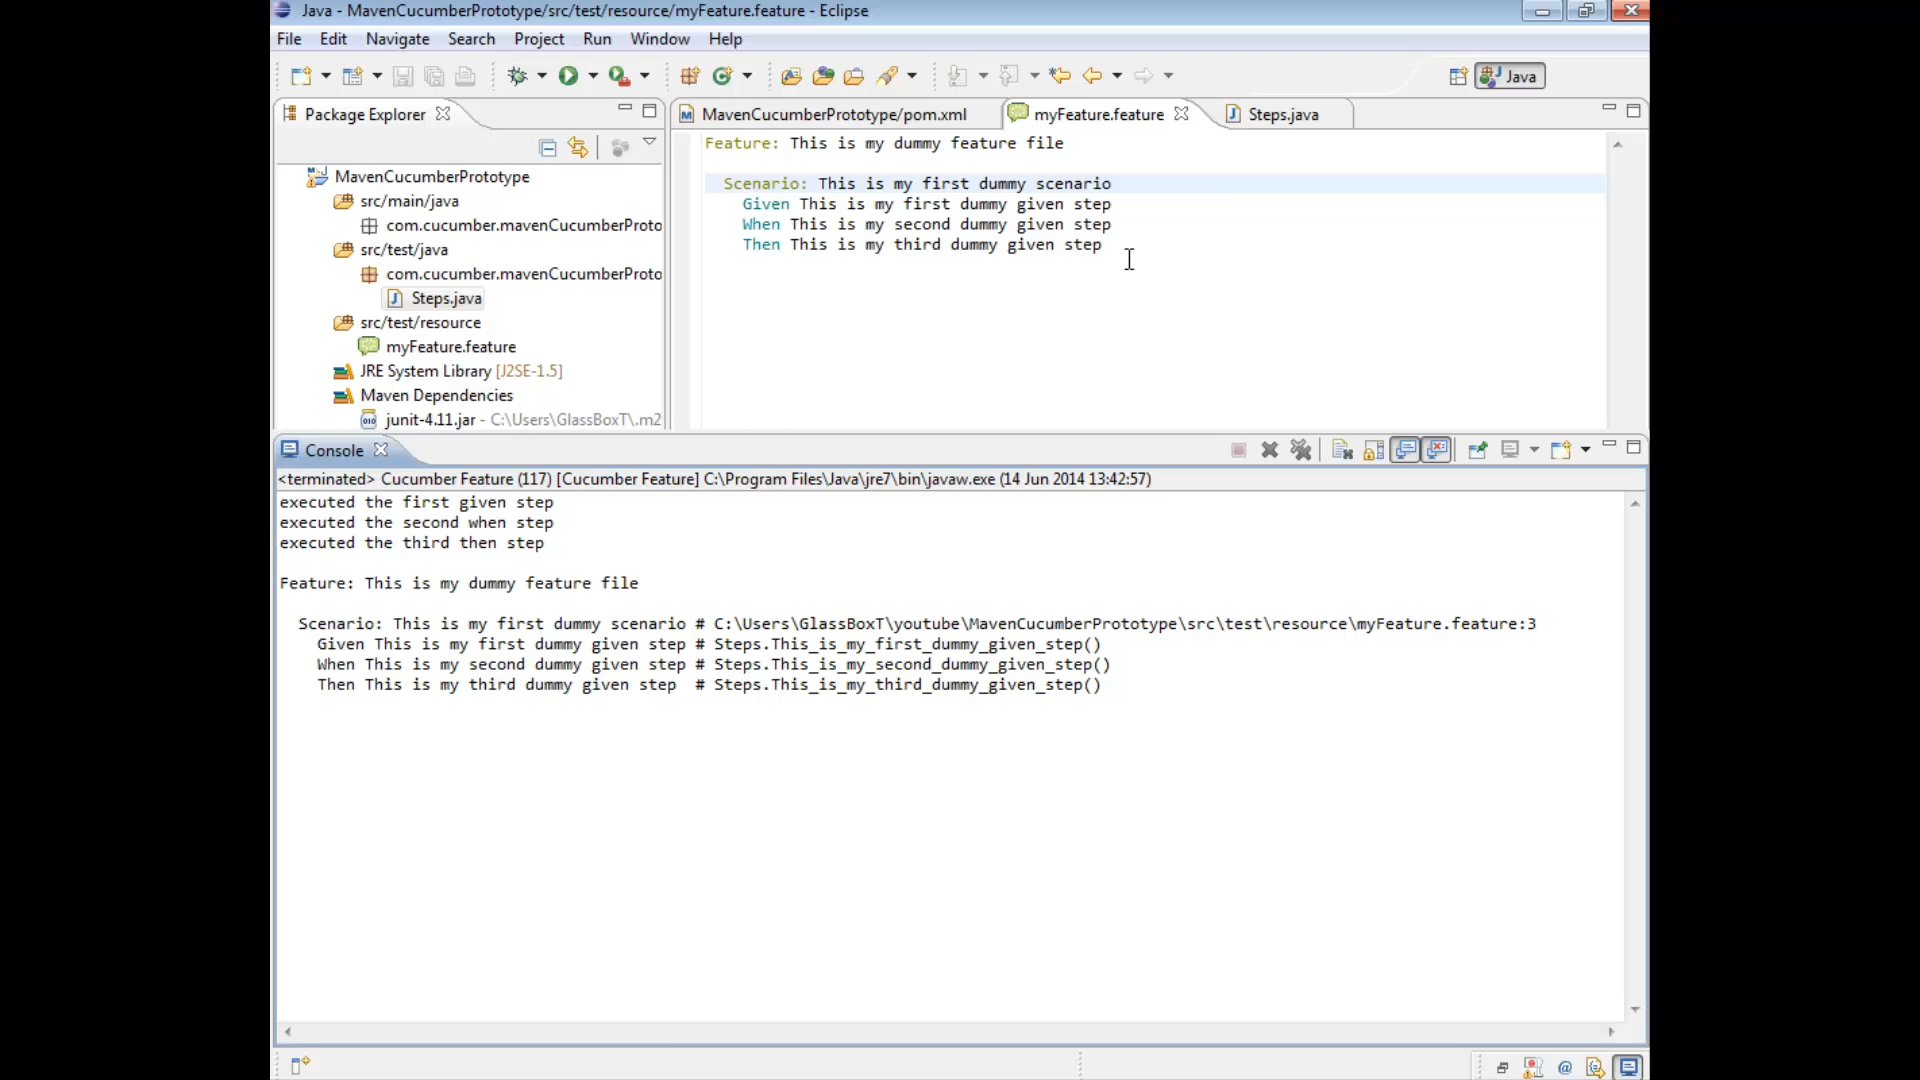 Java - MavenCucumberPrototype/src/test/resource/myFeature.feature - Eclipse
File Edit Navigate Search Project Run Window Help
Java
Package Explorer
MavenCucumberPrototype/pom.xml myFeature.feature Steps.java
MavenCucumberPrototype
src/main/java
com.cucumber.mavenCucumberProto
src/test/java
com.cucumber.mavenCucumberProto
Steps.java
src/test/resource
myFeature.feature
JRE System Library [J2SE-1.5]
Maven Dependencies
junit-4.11.jar - C:\Users\GlassBoxT\.m2
Feature: This is my dummy feature file
Scenario: This is my first dummy scenario
Given This is my first dummy given step
When This is my second dummy given step
Then This is my third dummy given step
Console
<terminated> Cucumber Feature (117) [Cucumber Feature] C:\Program Files\Java\jre7\bin\javaw.exe (14 Jun 2014 13:42:57)
executed the first given step
executed the second when step
executed the third then step
Feature: This is my dummy feature file
Scenario: This is my first dummy scenario # C:\Users\GlassBoxT\youtube\MavenCucumberPrototype\src\test\resource\myFeature.feature:3
Given This is my first dummy given step # Steps.This_is_my_first_dummy_given_step()
When This is my second dummy given step # Steps.This_is_my_second_dummy_given_step()
Then This is my third dummy given step # Steps.This_is_my_third_dummy_given_step()